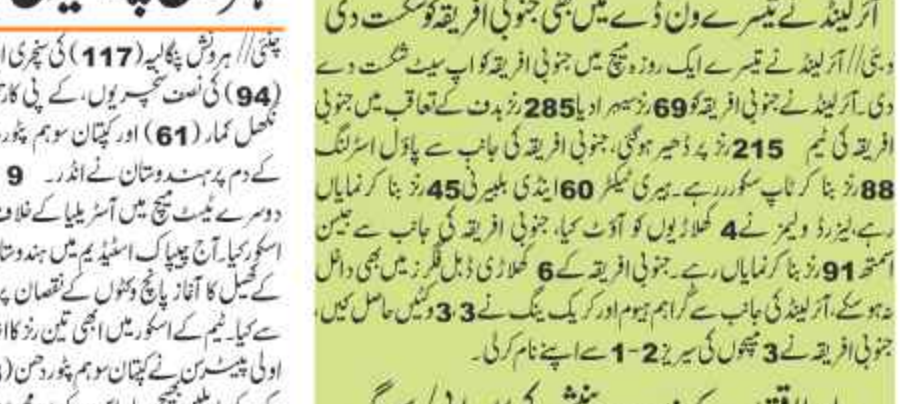 آئرلینڈ نے تیسرے ون ڈے میں بھی جنوبی افریقہ کو شکست دی
دبئی// آئرلینڈ نے تیسرے ایک روزہ میچ میں جنوبی افریقہ کو اپ سیٹ شکست دے
دی۔ آئرلینڈ نے جنوبی افریقہ کو 69 رنز سے ہرا دیا 285 رنز ہدف کے تعاقب میں جنوبی
افریقہ کی ٹیم 215 رنز پر ڈھیر ہوگئی، جنوبی افریقہ کی جانب سے پاؤل اسٹرلنگ
88 رنز بنا کر ٹاپ سکورر رہے۔ ہیری ٹیکٹر 60 اینڈی بلبیرنی 45 رنز بنا کر نمایاں
رہے، لیزرڈ ولیمز نے 4 کھلاڑیوں کو آؤٹ کیا، جنوبی افریقہ کی جانب سے جیسن
اسمتھ 91 رنز بنا کر نمایاں رہے۔ جنوبی افریقہ کے 6 کھلاڑی ڈبل فگرز میں بھی داخل
نہ ہو سکے، آئرلینڈ کی جانب سے گراہم ہیوم اور کریک ینگ نے 3،3 وکٹیں حاصل کیں،
جنوبی افریقہ نے 3 میچوں کی سیریز 2-1 سے اپنے نام کرلی۔
چنئی// ہرونش پنگالیہ (117) کی سنچری
(94) کی نصف سنچریوں، کے پی
نکھل کمار (61) اور کپتان سوہم
کے دم پر ہندوستان نے اندر۔ 9
دوسرے ٹیسٹ میچ میں آسٹریلیا کے خلاف
اسکور کیا۔ آج چیپاک اسٹیڈیم میں
کے کھیل کا آغاز پانچ وکٹوں کے نقصان پر
سے کیا۔ ٹیم کے اسکور میں ابھی تین رنز
اولی پیٹرسن نے کپتان سوہم پٹوردھن